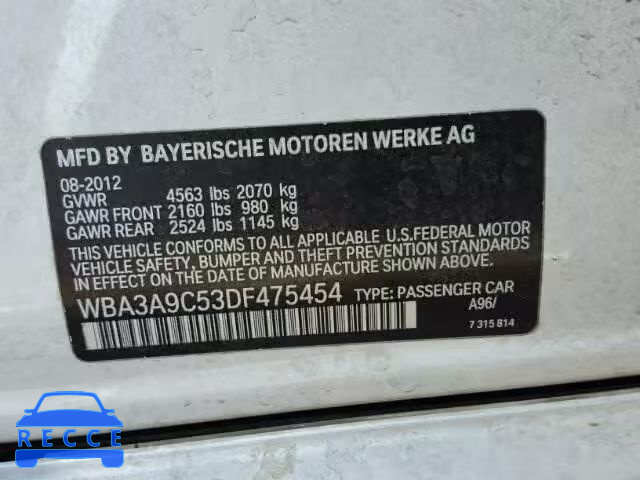 MFD BY BAYERISCHE MOTOREN WERKE AG
08-2012
GVWR 4563 lbs 2070 kg
GAWR FRONT 2160 lbs 980 kg
GAWR REAR 2524 lbs 1145 kg
THIS VEHICLE CONFORMS TO ALL APPLICABLE U.S.FEDERAL MOTOR
VEHICLE SAFETY, BUMPER AND THEFT PREVENTION STANDARDS
IN EFFECT ON THE DATE OF MANUFACTURE SHOWN ABOVE.
WBA3A9C53DF475454 TYPE: PASSENGER CAR
A96/
7 315 814
RECCE